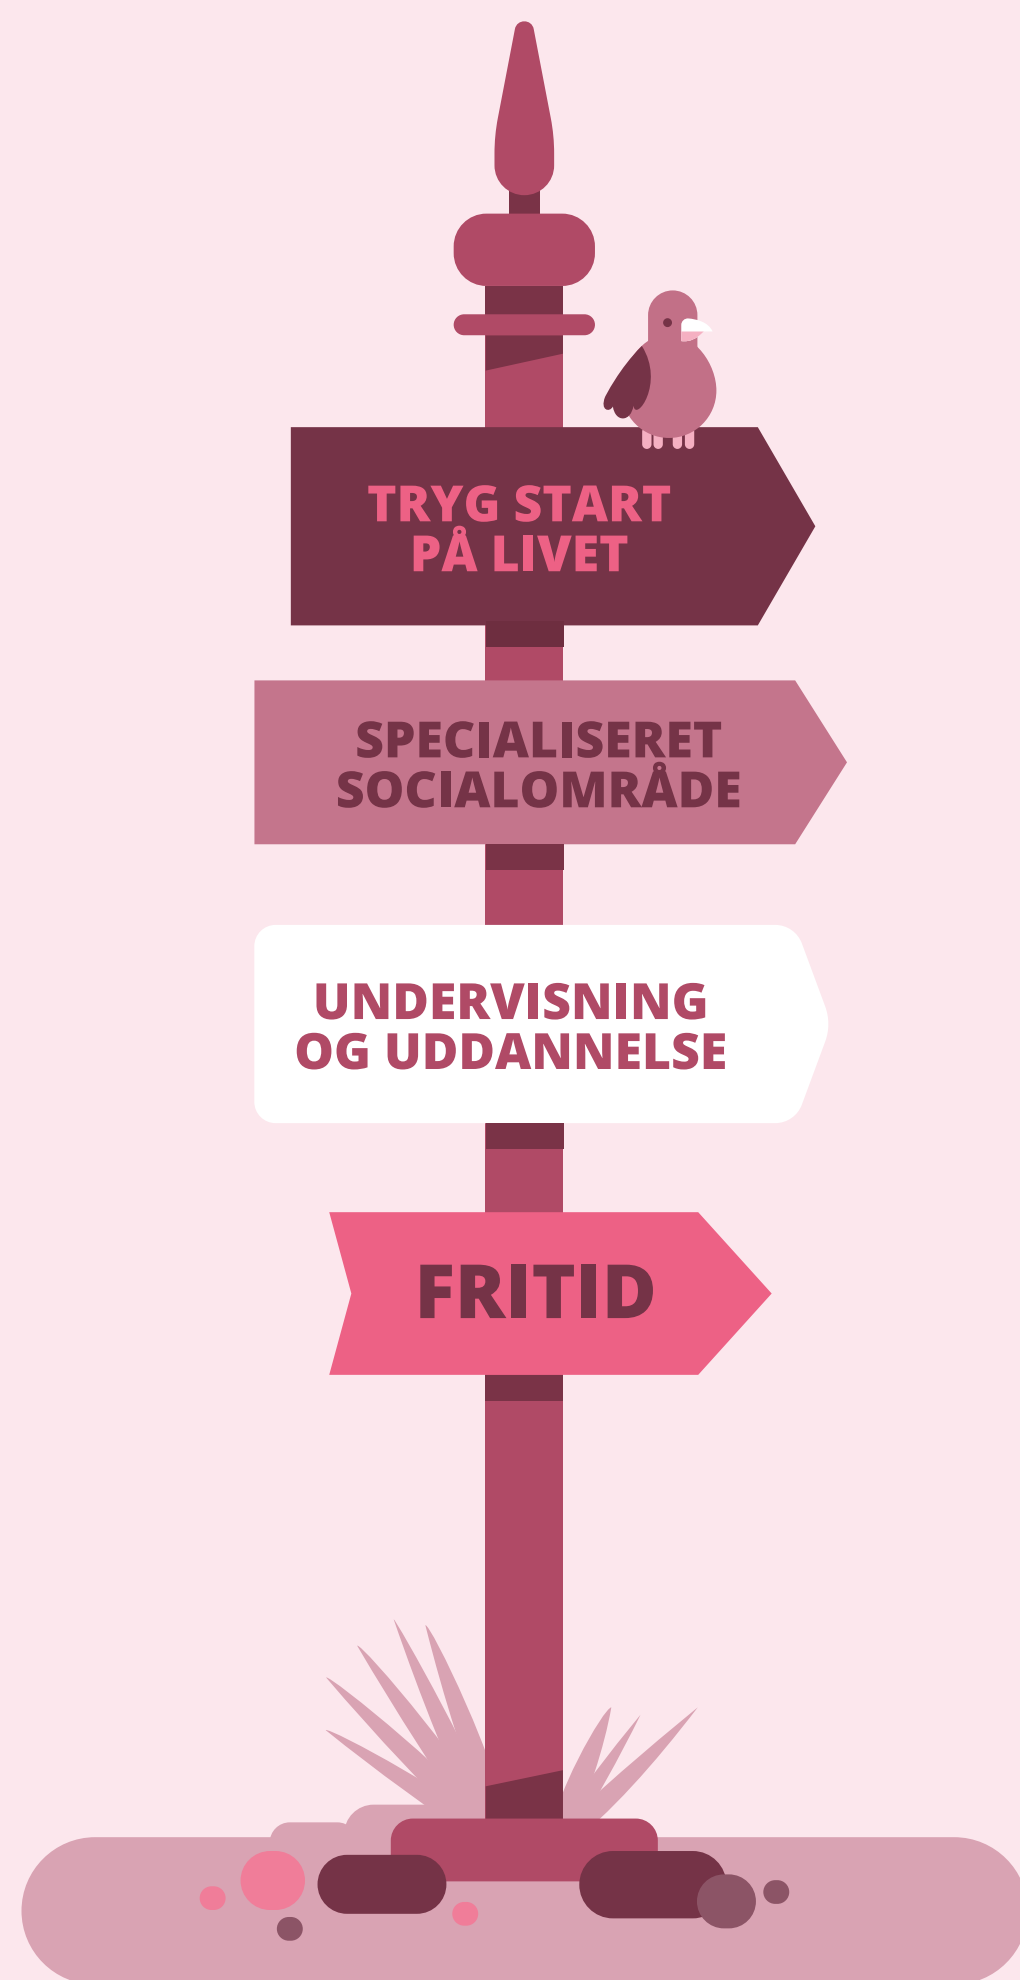 TRYG START
PÅ LIVET
SPECIALISERET
SOCIALOMRÅDE
UNDERVISNING
OG UDDANNELSE
FRITID